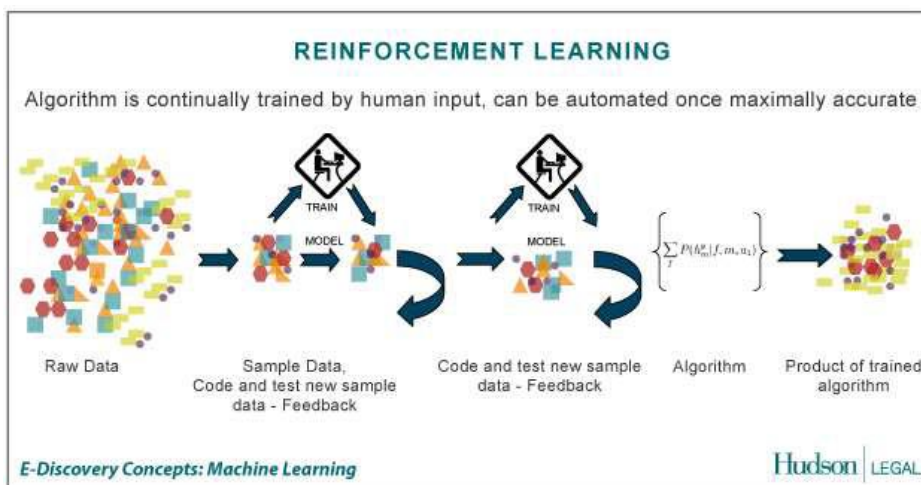 REINFORCEMENT LEARNING
Algorithm is continually trained by human input, can be automated once maximally accurate
TRAIN
MODEL
TRAIN
MODEL
Raw Data
Sample Data,
Code and test new sample
data - Feedback
Code and test new sample
data - Feedback
Algorithm
Product of trained
algorithm
E-Discovery Concepts: Machine Learning
Hudson LEGAL